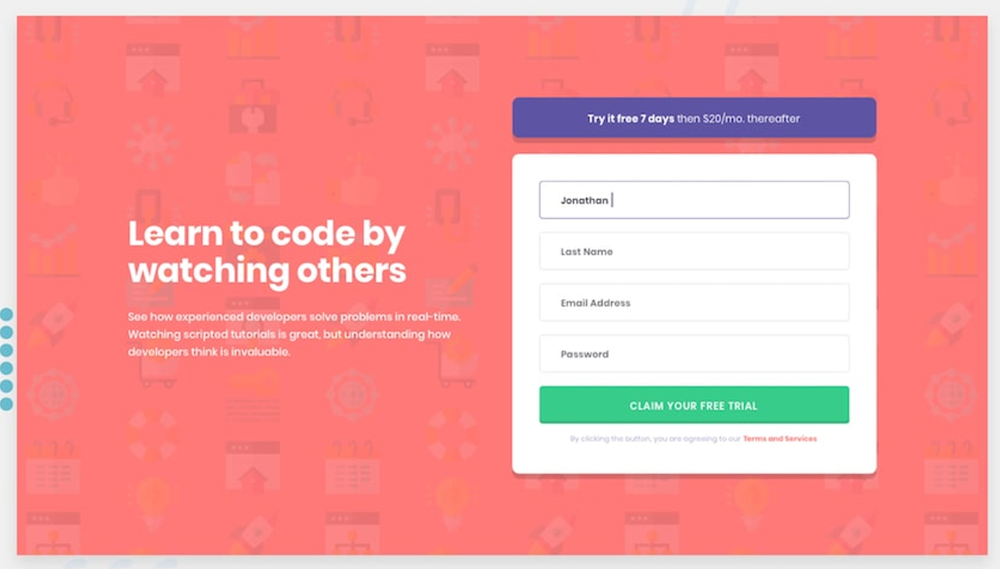 Try it free 7 days then $20/mo. thereafter
Jonathan
Last Name
Email Address
Password
CLAIM YOUR FREE TRIAL
By clicking the button, you are agreeing to our Terms and Services
Learn to code by
watching others
See how experienced developers solve problems in real-time.
Watching scripted tutorials is great, but understanding how
developers think is invaluable.